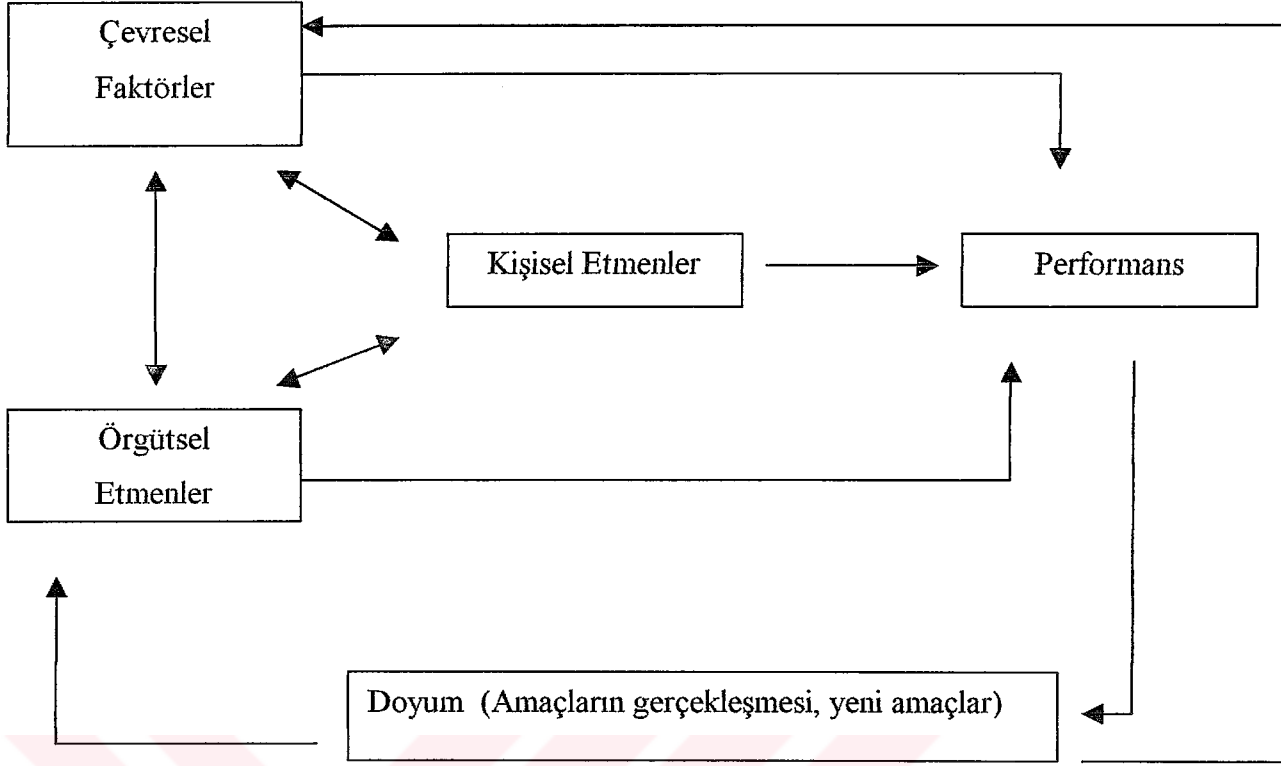 Çevresel
Faktörler
Kişisel Etmenler
Performans
Örgütsel
Etmenler
Doyum (Amaçların gerçekleşmesi, yeni amaçlar)